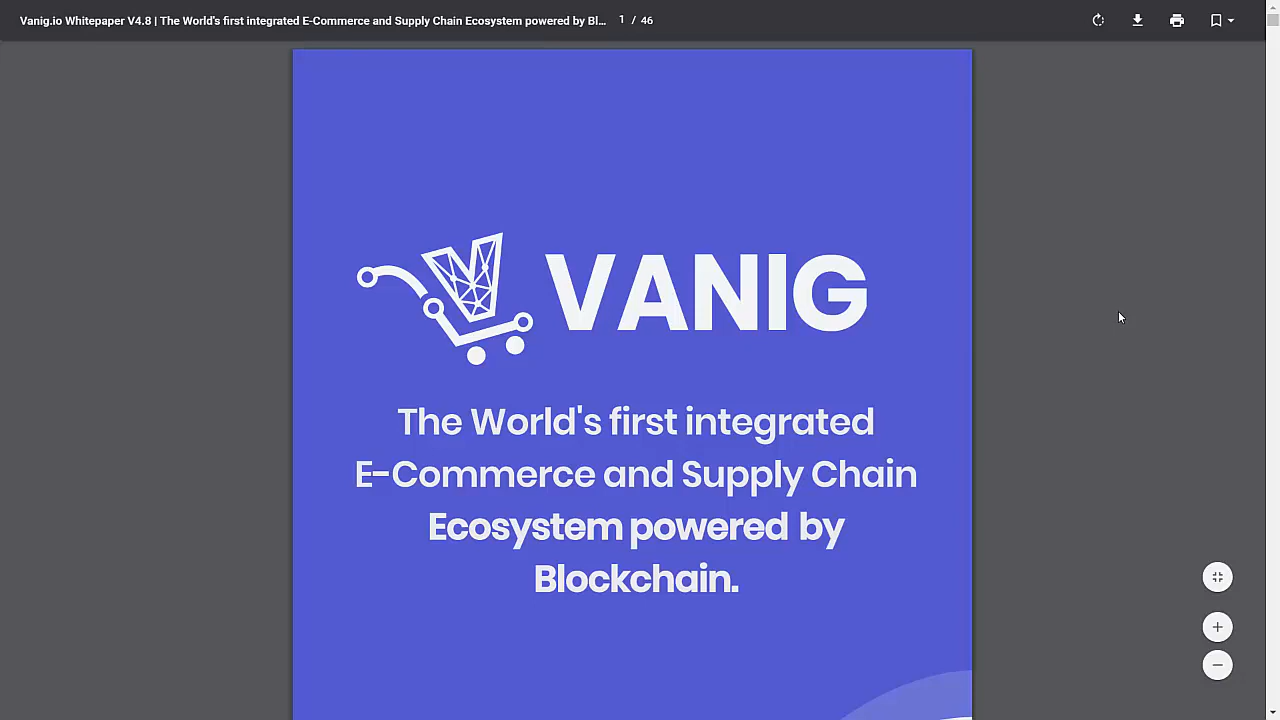 Vanig.io Whitepaper V4.8 | The World's first integrated E-Commerce and Supply Chain Ecosystem powered by Bl... 1 / 46
VANIG
The World's first integrated
E-Commerce and Supply Chain
Ecosystem powered by
Blockchain.